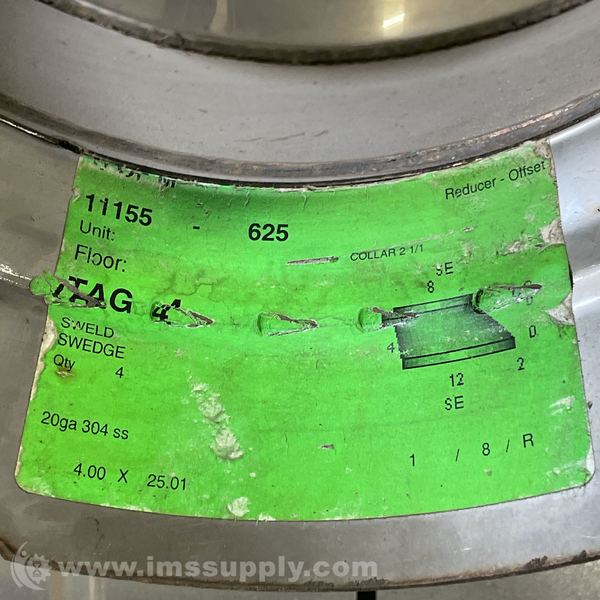 Reducer - Offset
11155 - 625
Unit:
COLLAR 2 1/1
Floor:
SE
8
TAG 4
SWELD
SWEDGE
4
0
Qty 4
12
2
SE
20ga 304 ss
1 / 8 / R
4.00 X 25.01
www.imssupply.com